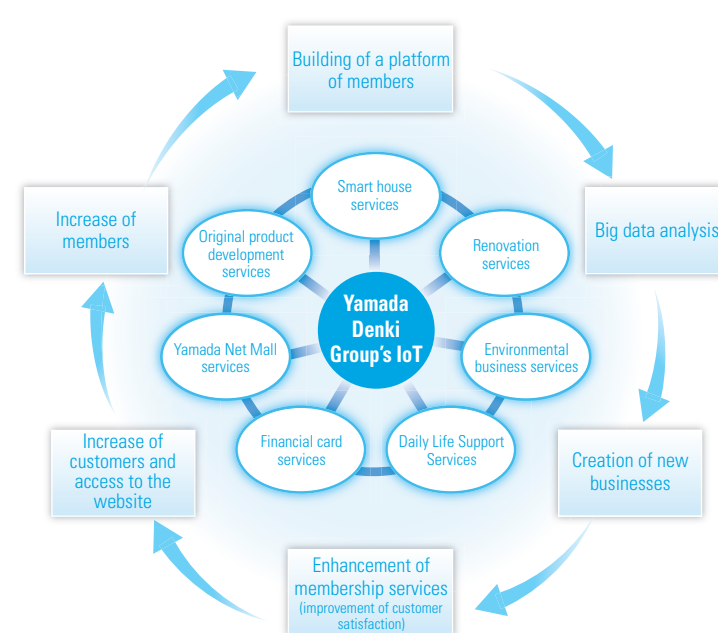 Building of a platform
of members
Big data analysis
Creation of new
businesses
Enhancement of
membership services
(improvement of customer
satisfaction)
Increase of
customers and
access to the
website
Increase of
members
Smart house
services
Renovation
services
Environmental
business services
Daily Life Support
Services
Financial card
services
Yamada Net Mall
services
Original product
development
services
Yamada
Denki
Group's IoT